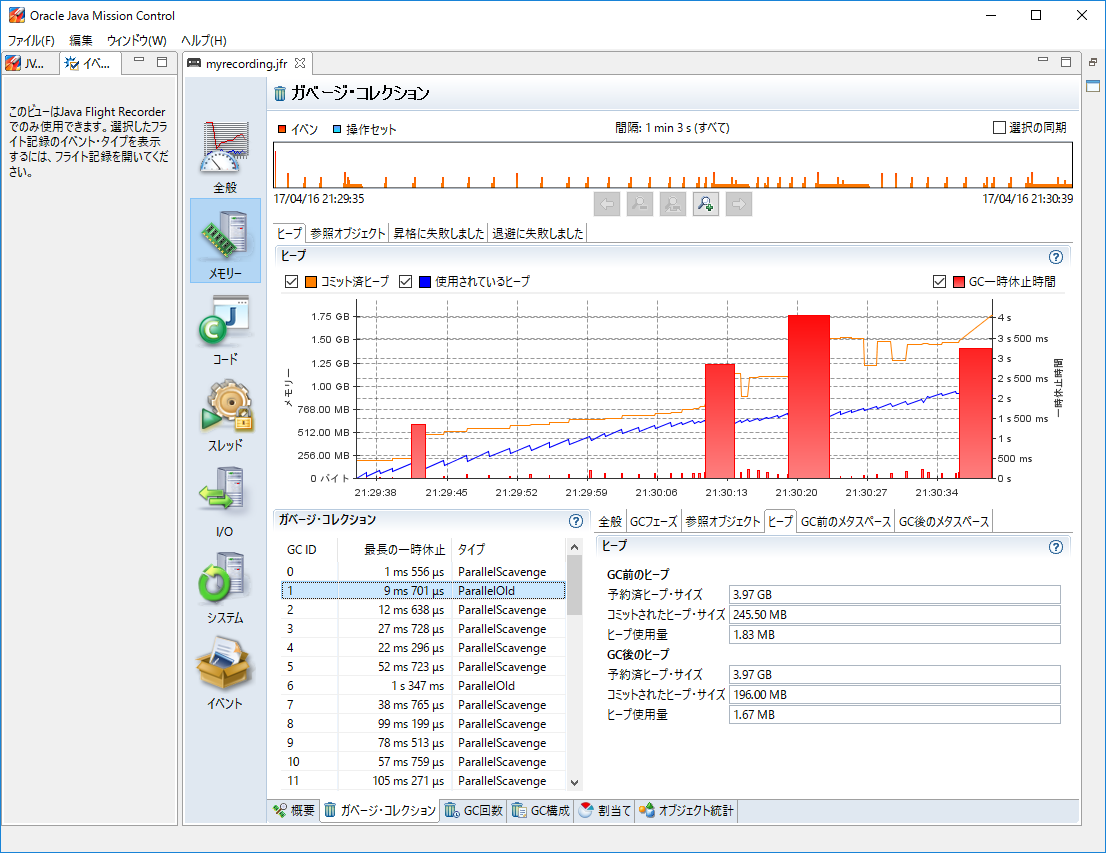 Oracle Java Mission Control
ファイル(F) 編集 ウィンドウ(W) ヘルプ(H)
JV... イベ... myrecording.jfr
このビューはJava Flight Recorder
でのみ使用できます。選択したフラ
イト記録のイベント・タイプを表示
するには、フライト記録を開いてくだ
さい。
全般
メモリー
コード
スレッド
I/O
システム
イベント
ガベージ・コレクション
イベン 操作セット 間隔: 1 min 3 s (すべて) 選択の同期
17/04/16 21:29:35 17/04/16 21:30:39
ヒープ 参照オブジェクト 昇格に失敗しました 退避に失敗しました
ヒープ
コミット済ヒープ 使用されているヒープ GC一時休止時間
メモリー
1.75 GB
1.50 GB
1.25 GB
1.00 GB
768.00 MB
512.00 MB
256.00 MB
0 バイト
4 s
3 s 500 ms
3 s
2 s 500 ms
2 s
1 s 500 ms
1 s
500 ms
0 s
一時休止時間
21:29:38 21:29:45 21:29:52 21:29:59 21:30:06 21:30:13 21:30:20 21:30:27 21:30:34
ガベージ・コレクション
GC ID 最長の一時休止 タイプ
0 1 ms 556 µs ParallelScavenge
1 9 ms 701 µs ParallelOld
2 12 ms 638 µs ParallelScavenge
3 27 ms 728 µs ParallelScavenge
4 22 ms 296 µs ParallelScavenge
5 52 ms 723 µs ParallelScavenge
6 1 s 347 ms ParallelOld
7 38 ms 765 µs ParallelScavenge
8 99 ms 199 µs ParallelScavenge
9 78 ms 513 µs ParallelScavenge
10 57 ms 759 µs ParallelScavenge
11 105 ms 271 µs ParallelScavenge
全般 GCフェーズ 参照オブジェクト ヒープ GC前のメタスペース GC後のメタスペース
ヒープ
GC前のヒープ
予約済ヒープ・サイズ 3.97 GB
コミットされたヒープ・サイズ 245.50 MB
ヒープ使用量 1.83 MB
GC後のヒープ
予約済ヒープ・サイズ 3.97 GB
コミットされたヒープ・サイズ 196.00 MB
ヒープ使用量 1.67 MB
概要 ガベージ・コレクション GC回数 GC構成 割当て オブジェクト統計